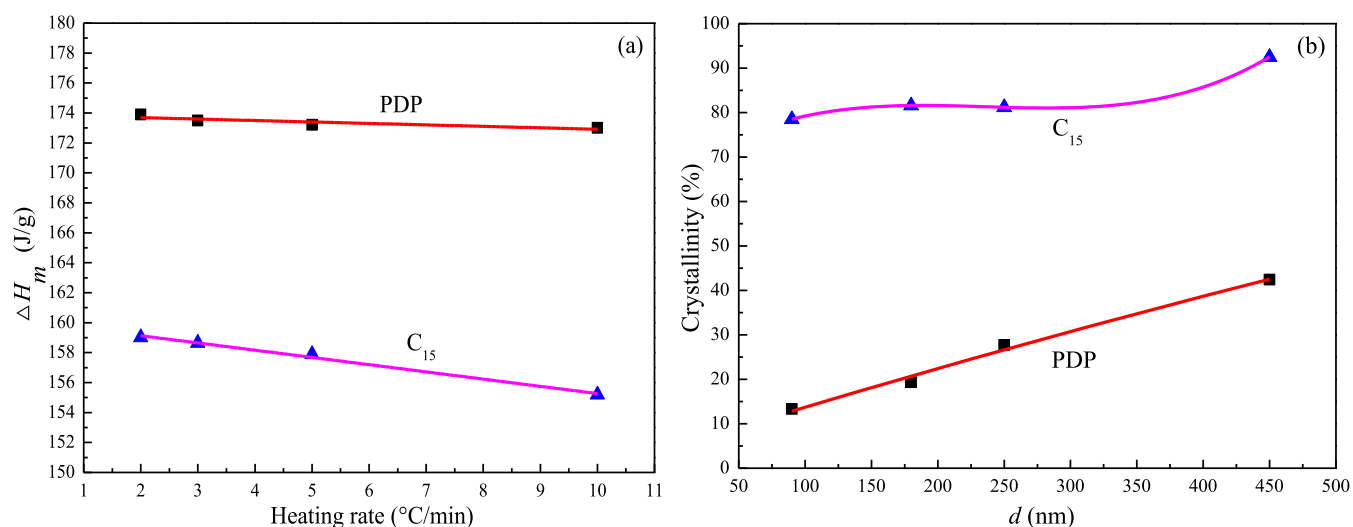 (a)
180
178
176
174
172
170
168
166
164
162
160
158
156
154
152
150
△H_m (J/g)
PDP
C₁₅
1 2 3 4 5 6 7 8 9 10 11
Heating rate (°C/min)
(b)
100
90
80
70
60
50
40
30
20
10
0
Crystallinity (%)
C₁₅
PDP
50 100 150 200 250 300 350 400 450 500
d (nm)